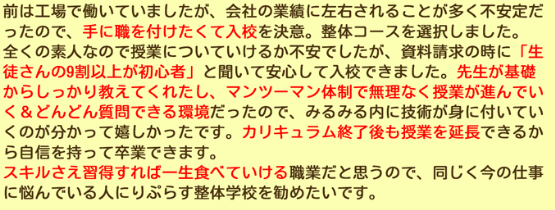 前は工場で働いていましたが、会社の業績に左右されることが多く不安定だ
ったので、手に職を付けたくて入校を決意。整体コースを選択しました。
全くの素人なので授業についていけるか不安でしたが、資料請求の時に「生
徒さんの9割以上が初心者」と聞いて安心して入校できました。先生が基礎
からしっかり教えてくれたし、マンツーマン体制で無理なく授業が進んでい
く＆どんどん質問できる環境だったので、みるみる内に技術が身に付いてい
くのが分かって嬉しかったです。カリキュラム終了後も授業を延長できるか
ら自信を持って卒業できます。
スキルさえ習得すれば一生食べていける職業だと思うので、同じく今の仕事
に悩んでいる人にりぷらす整体学校を勧めたいです。